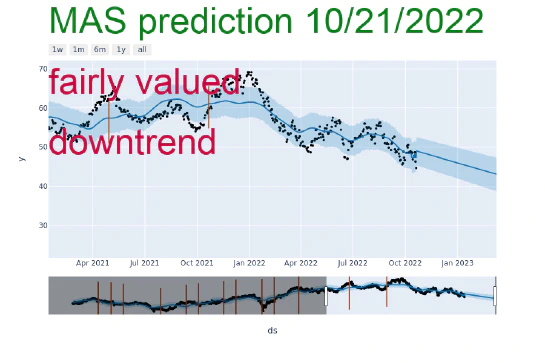 MAS prediction 10/21/2022
1w 1m 6m 1y all
70
fairly valued
60
downtrend
50
y
40
30
Apr 2021 Jul 2021 Oct 2021 Jan 2022 Apr 2022 Jul 2022 Oct 2022 Jan 2023
ds